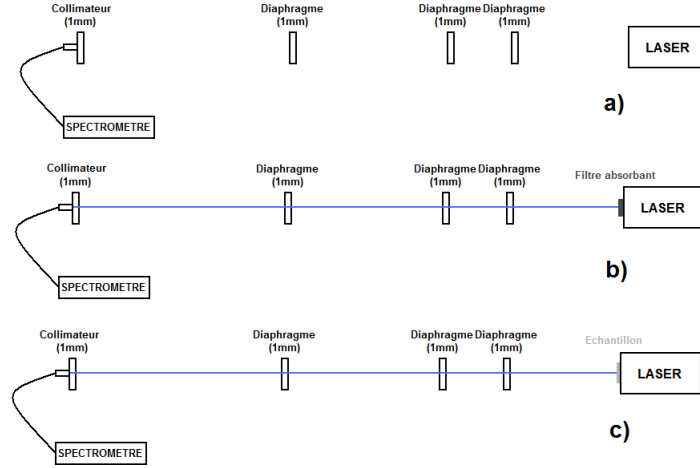 Collimateur
(1mm)
Diaphragme
(1mm)
Diaphragme
(1mm)
Diaphragme
(1mm)
LASER
SPECTROMETRE
a)
Collimateur
(1mm)
Diaphragme
(1mm)
Diaphragme
(1mm)
Diaphragme
(1mm)
Filtre absorbant
LASER
SPECTROMETRE
b)
Collimateur
(1mm)
Diaphragme
(1mm)
Diaphragme
(1mm)
Diaphragme
(1mm)
Echantillon
LASER
SPECTROMETRE
c)